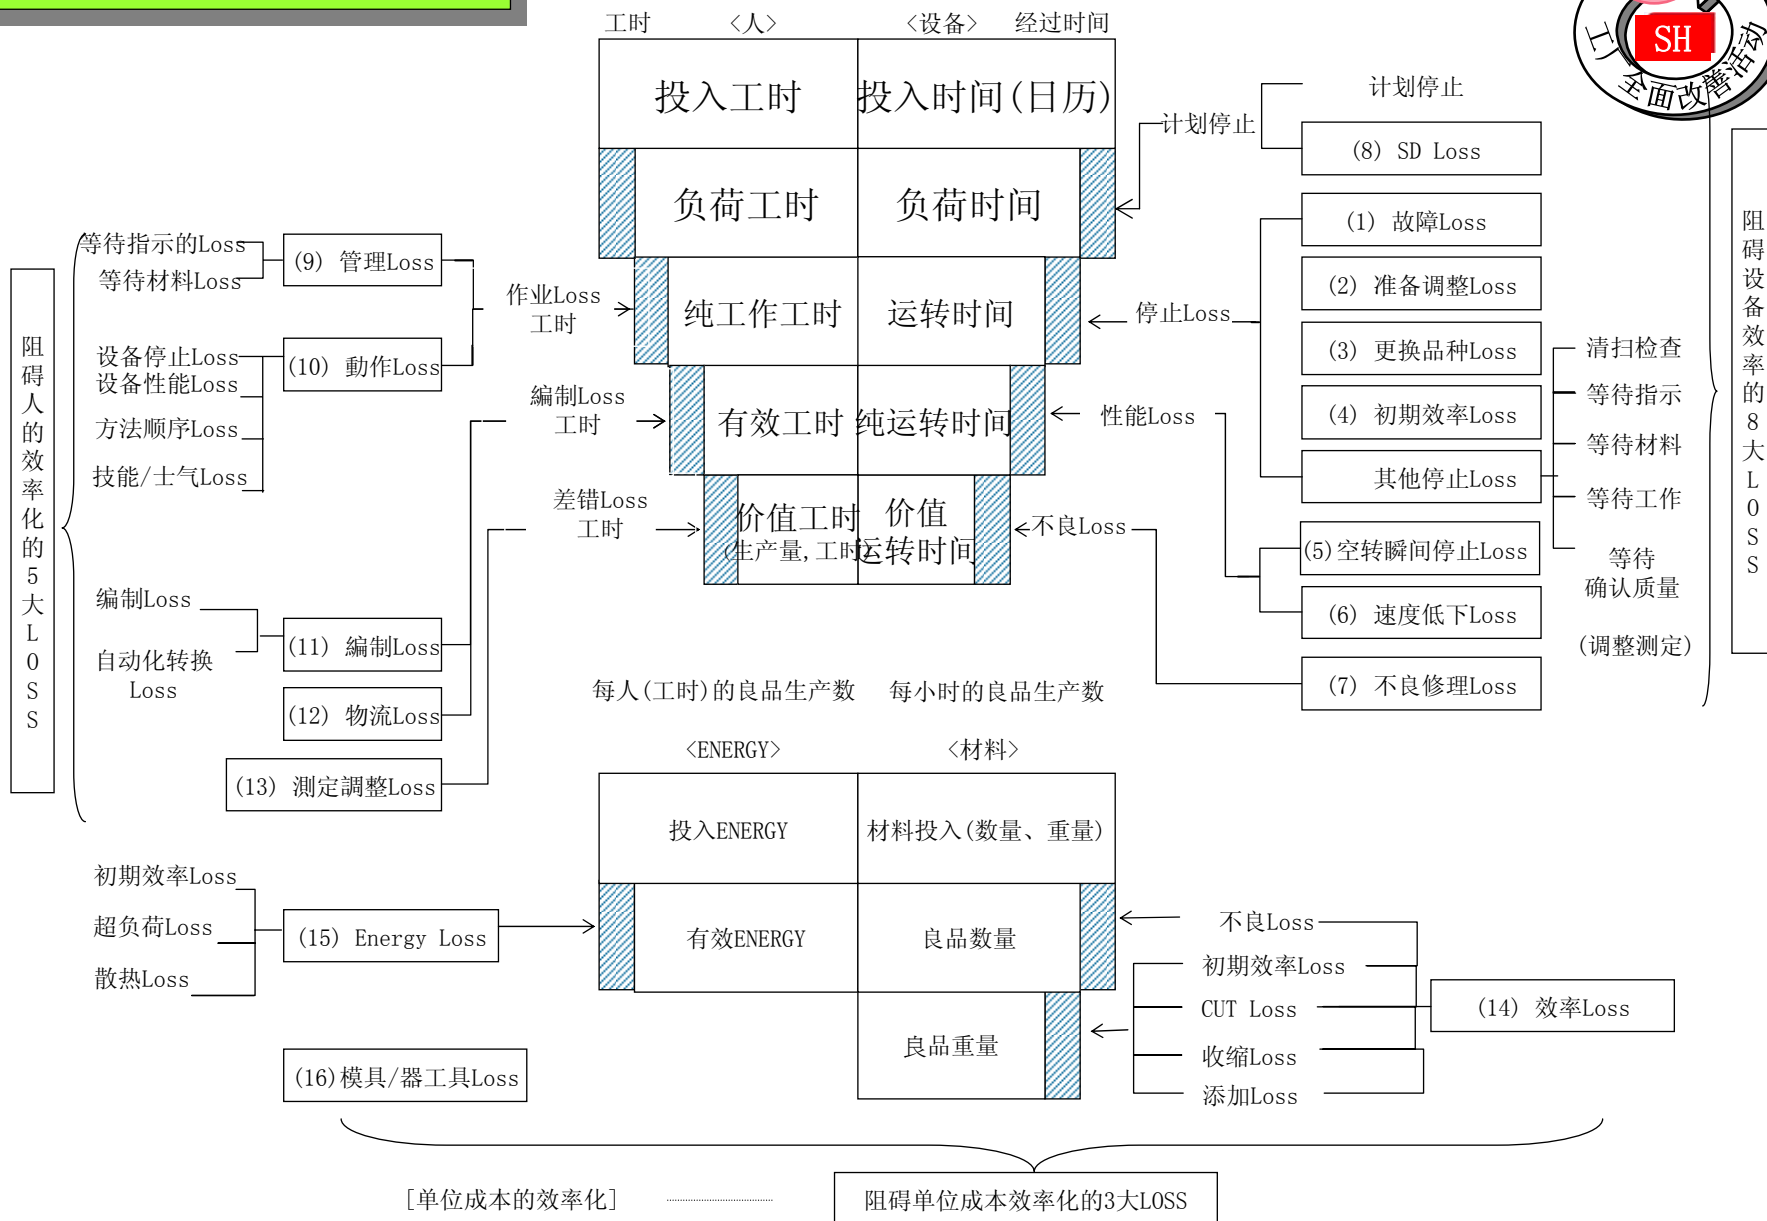 工时
<人>
<设备>
经过时间
SH
工厂全面改善活动
投入工时
投入时间(日历)
计划停止
计划停止
(8) SD Loss
负荷工时
负荷时间
(1) 故障Loss
等待指示的Loss
等待材料Loss
(9) 管理Loss
作业Loss
工时
纯工作工时
运转时间
停止Loss
(2) 准备调整Loss
(3) 更换品种Loss
设备停止Loss
设备性能Loss
方法顺序Loss
技能/士气Loss
(10) 動作Loss
編制Loss
工时
有效工时
纯运转时间
性能Loss
(4) 初期效率Loss
其他停止Loss
清扫检查
等待指示
等待材料
等待工作
等待
确认质量
(调整测定)
差错Loss
工时
价值工时
(生产量,工时)
价值
运转时间
不良Loss
(5)空转瞬间停止Loss
(6) 速度低下Loss
(7) 不良修理Loss
编制Loss
自动化转换
Loss
(11) 編制Loss
(12) 物流Loss
(13) 測定調整Loss
每人(工时)的良品生产数
每小时的良品生产数
阻碍人的效率化的5大LOSS
阻碍设备效率的8大LOSS
<ENERGY>
<材料>
投入ENERGY
材料投入(数量、重量)
初期效率Loss
超负荷Loss
散热Loss
(15) Energy Loss
有效ENERGY
良品数量
不良Loss
初期效率Loss
CUT Loss
收缩Loss
添加Loss
(14) 效率Loss
良品重量
(16)模具/器工具Loss
[单位成本的效率化]
阻碍单位成本效率化的3大LOSS